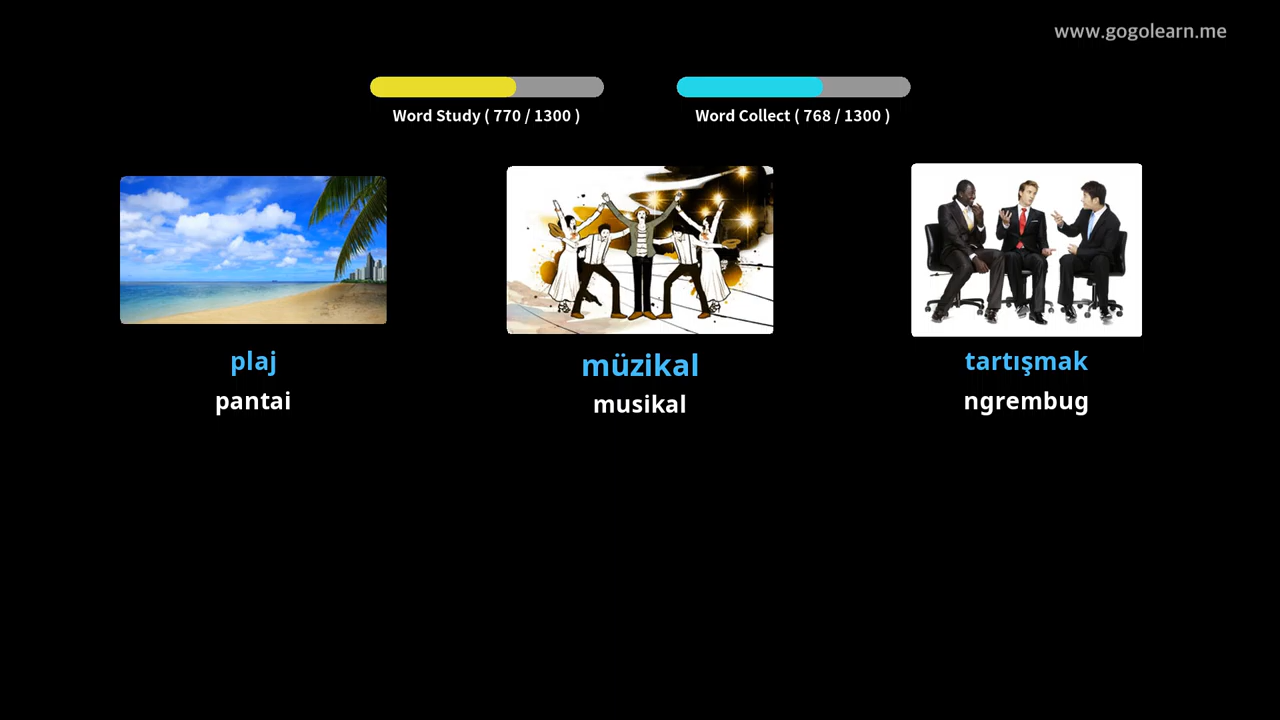 www.gogolearn.me
Word Study ( 770 / 1300 )
Word Collect ( 768 / 1300 )
plaj
pantai
müzikal
musikal
tartışmak
ngrembug